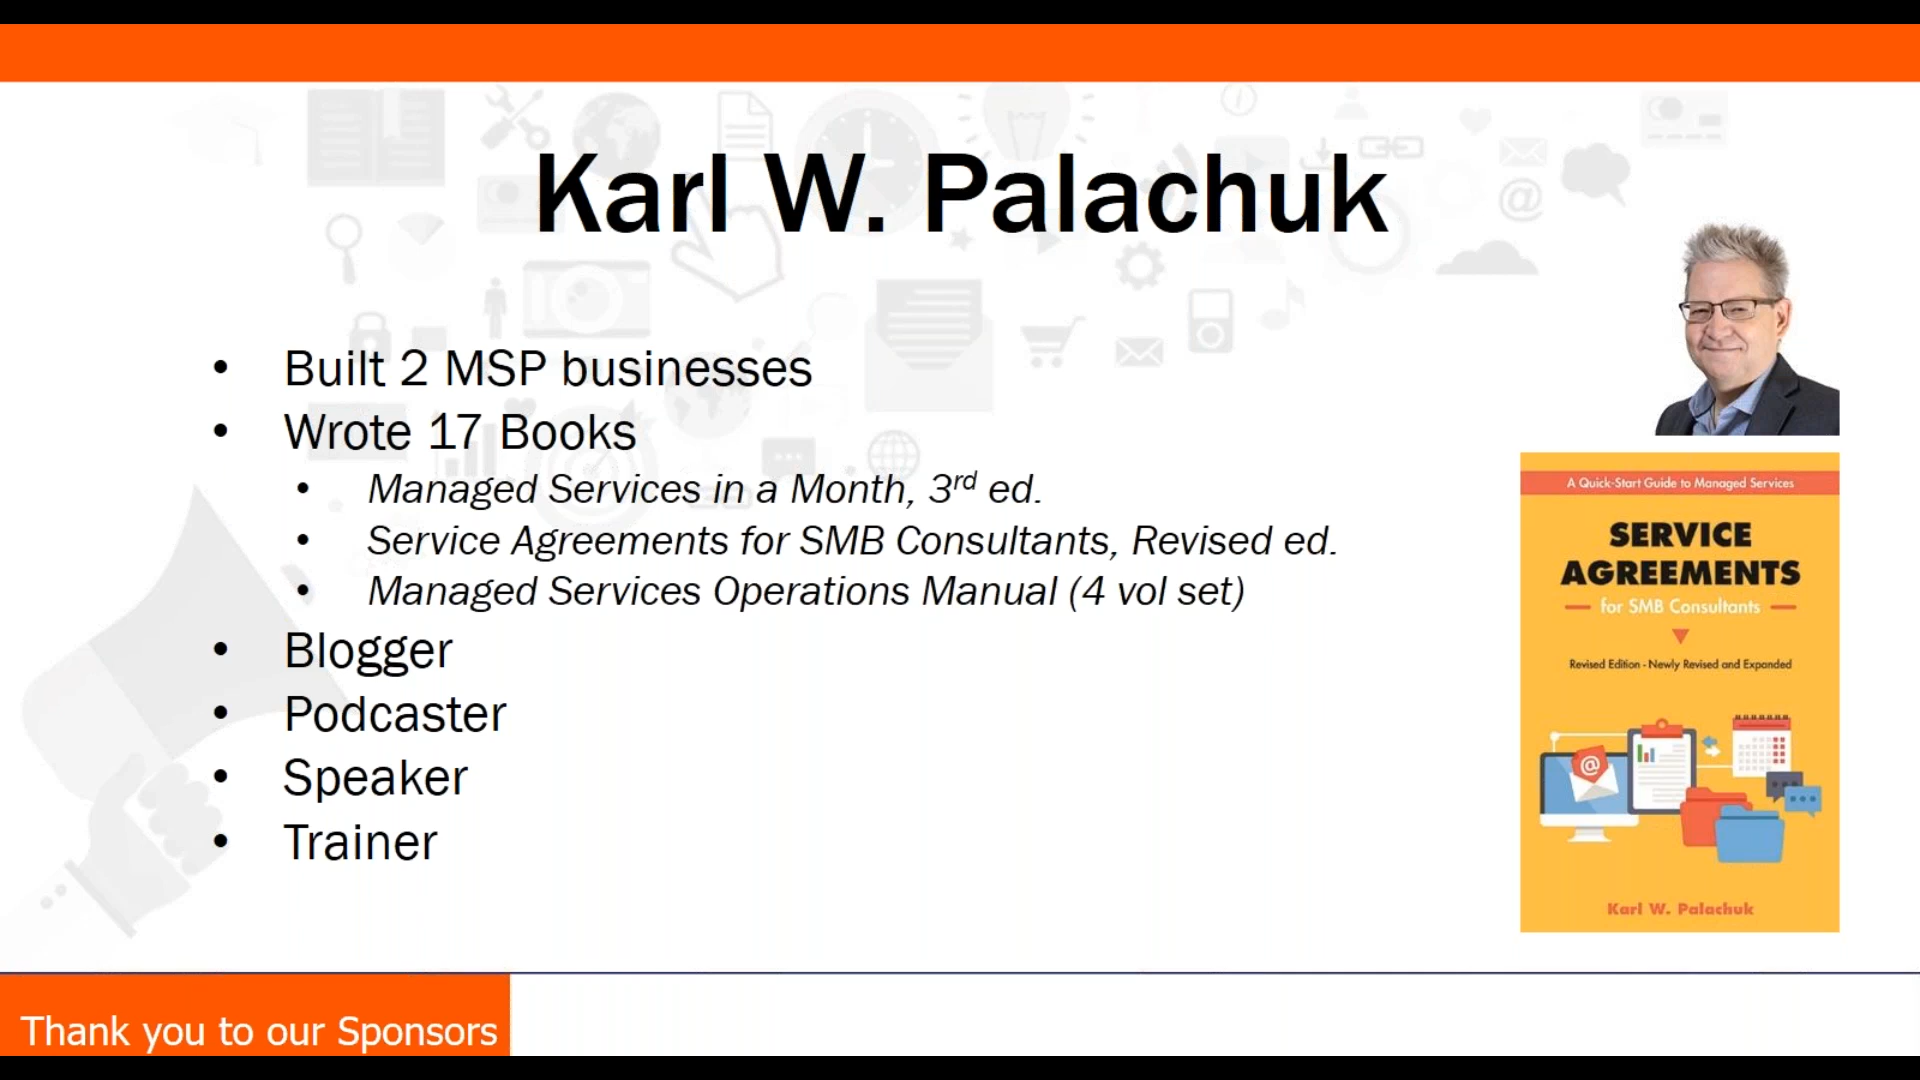 Karl W. Palachuk
• Built 2 MSP businesses
• Wrote 17 Books
• Managed Services in a Month, 3rd ed.
• Service Agreements for SMB Consultants, Revised ed.
• Managed Services Operations Manual (4 vol set)
• Blogger
• Podcaster
• Speaker
• Trainer
A Quick-Start Guide to Managed Services
SERVICE
AGREEMENTS
for SMB Consultants
Revised Edition - Newly Revised and Expanded
@
Karl W. Palachuk
Thank you to our Sponsors